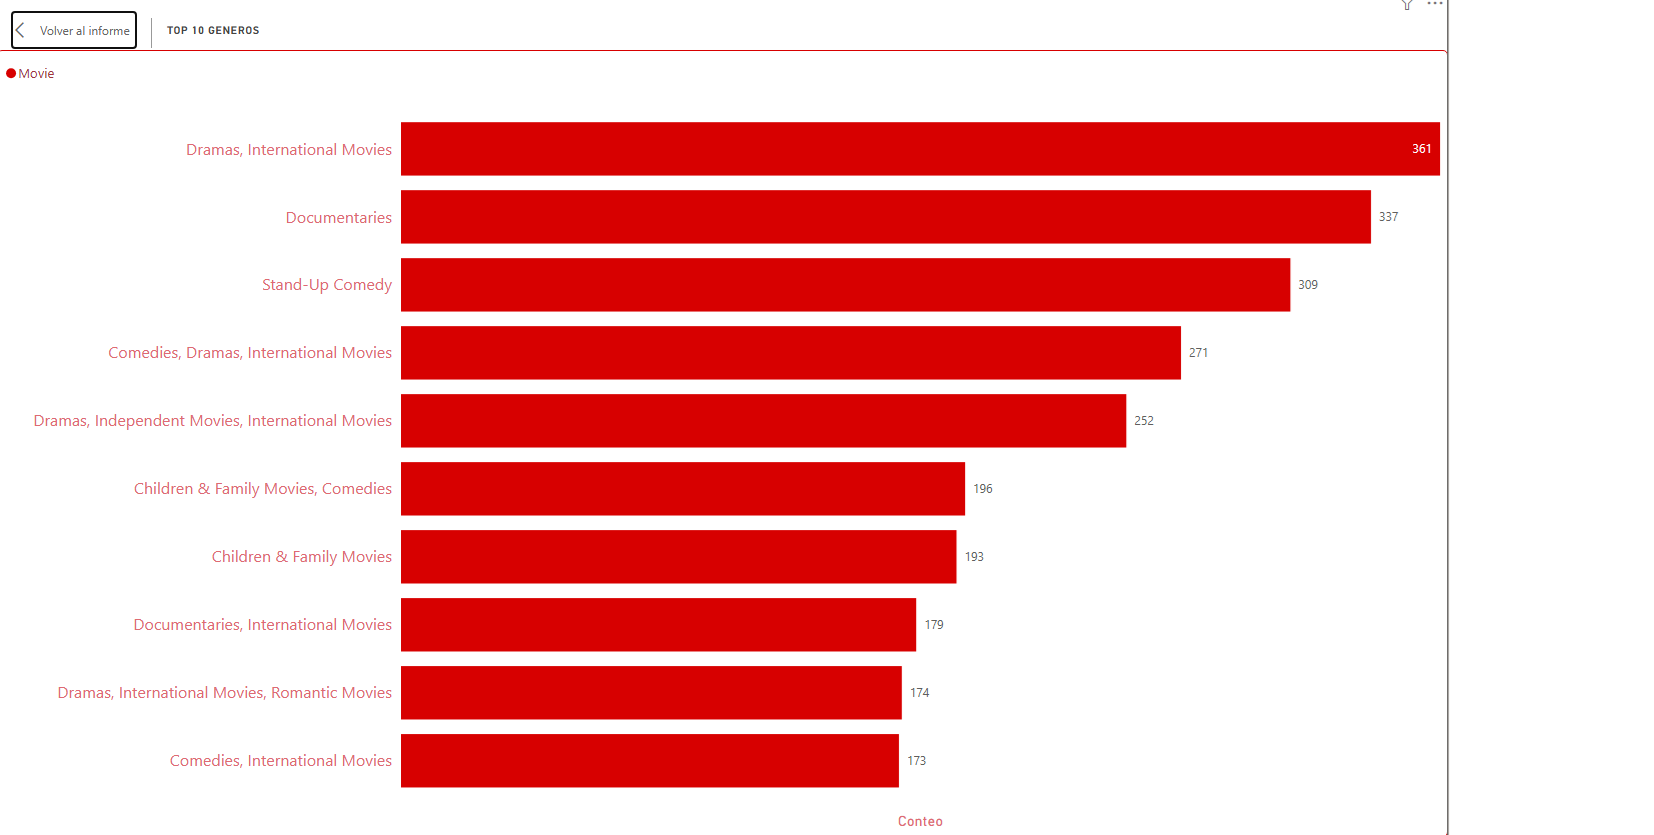 Volver al informe
TOP 10 GENEROS
Movie
Dramas, International Movies 361
Documentaries 337
Stand-Up Comedy 309
Comedies, Dramas, International Movies 271
Dramas, Independent Movies, International Movies 252
Children & Family Movies, Comedies 196
Children & Family Movies 193
Documentaries, International Movies 179
Dramas, International Movies, Romantic Movies 174
Comedies, International Movies 173
Conteo